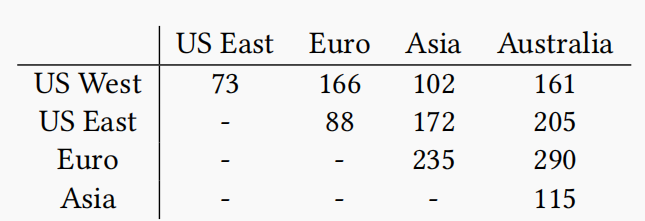 US East Euro Asia Australia
US West 73 166 102 161
US East - 88 172 205
Euro - - 235 290
Asia - - - 115